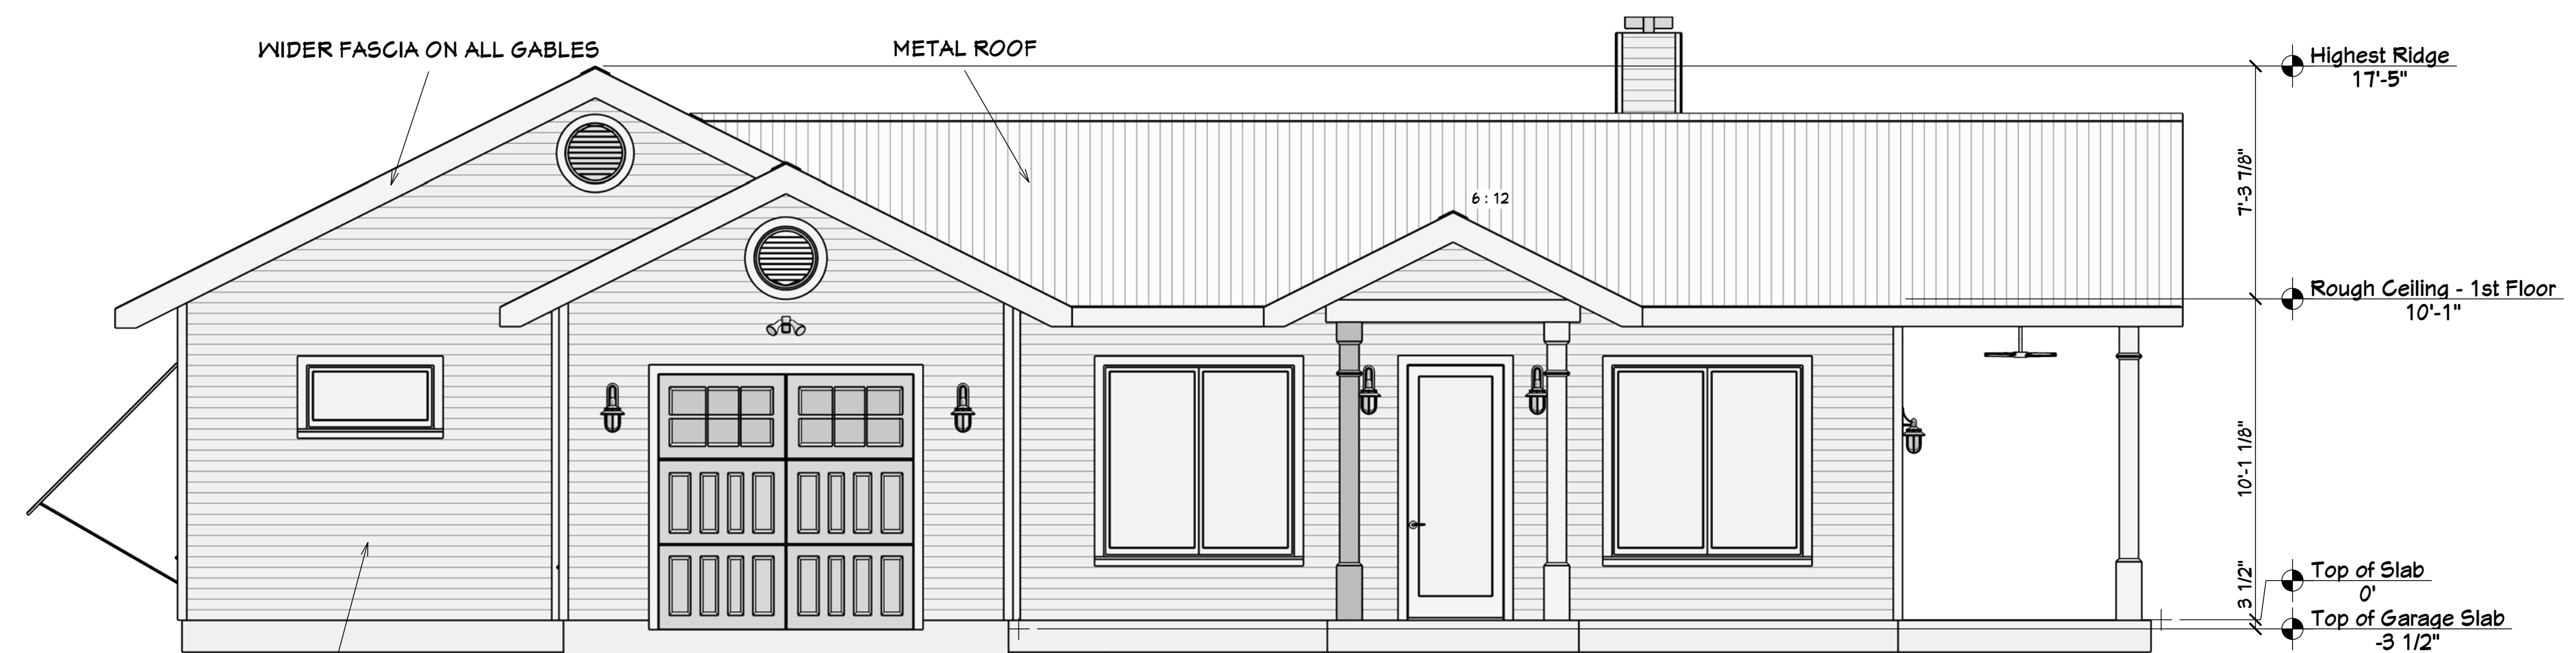 WIDER FASCIA ON ALL GABLES
METAL ROOF
Highest Ridge
17'-5"
7'-3 7/8"
6 : 12
Rough Ceiling - 1st Floor
10'-1"
10'-1 1/8"
Top of Slab
0'
3 1/2"
Top of Garage Slab
-3 1/2"